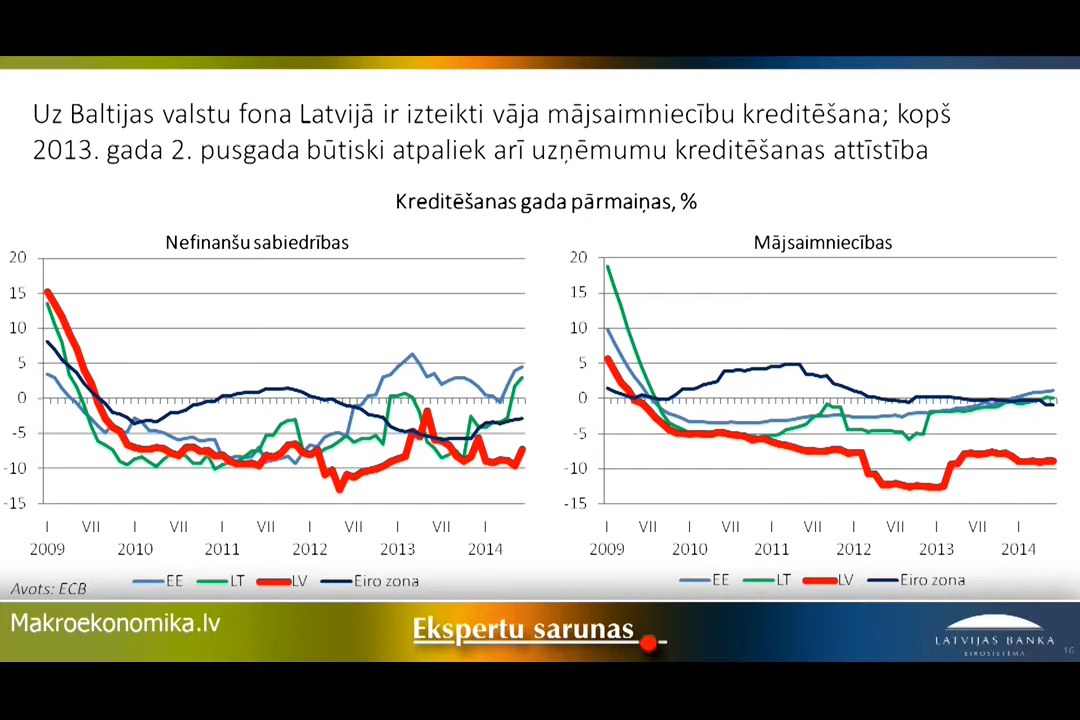 Uz Baltijas valstu fona Latvijā ir izteikti vāja mājsaimniecību kreditēšana; kopš
2013. gada 2. pusgada būtiski atpaliek arī uzņēmumu kreditēšanas attīstība
Kreditēšanas gada pārmaiņas, %
Nefinanšu sabiedrības
20
15
10
5
0
-5
-10
-15
I VII I VII I VII I VII I VII I
2009 2010 2011 2012 2013 2014
EE LT LV Eiro zona
Mājsaimniecības
20
15
10
5
0
-5
-10
-15
I VII I VII I VII I VII I VII I
2009 2010 2011 2012 2013 2014
EE LT LV Eiro zona
Avots: ECB
Makroekonomika.lv
Ekspertu sarunas
LATVIJAS BANKA
EIROSISTĒMA
16